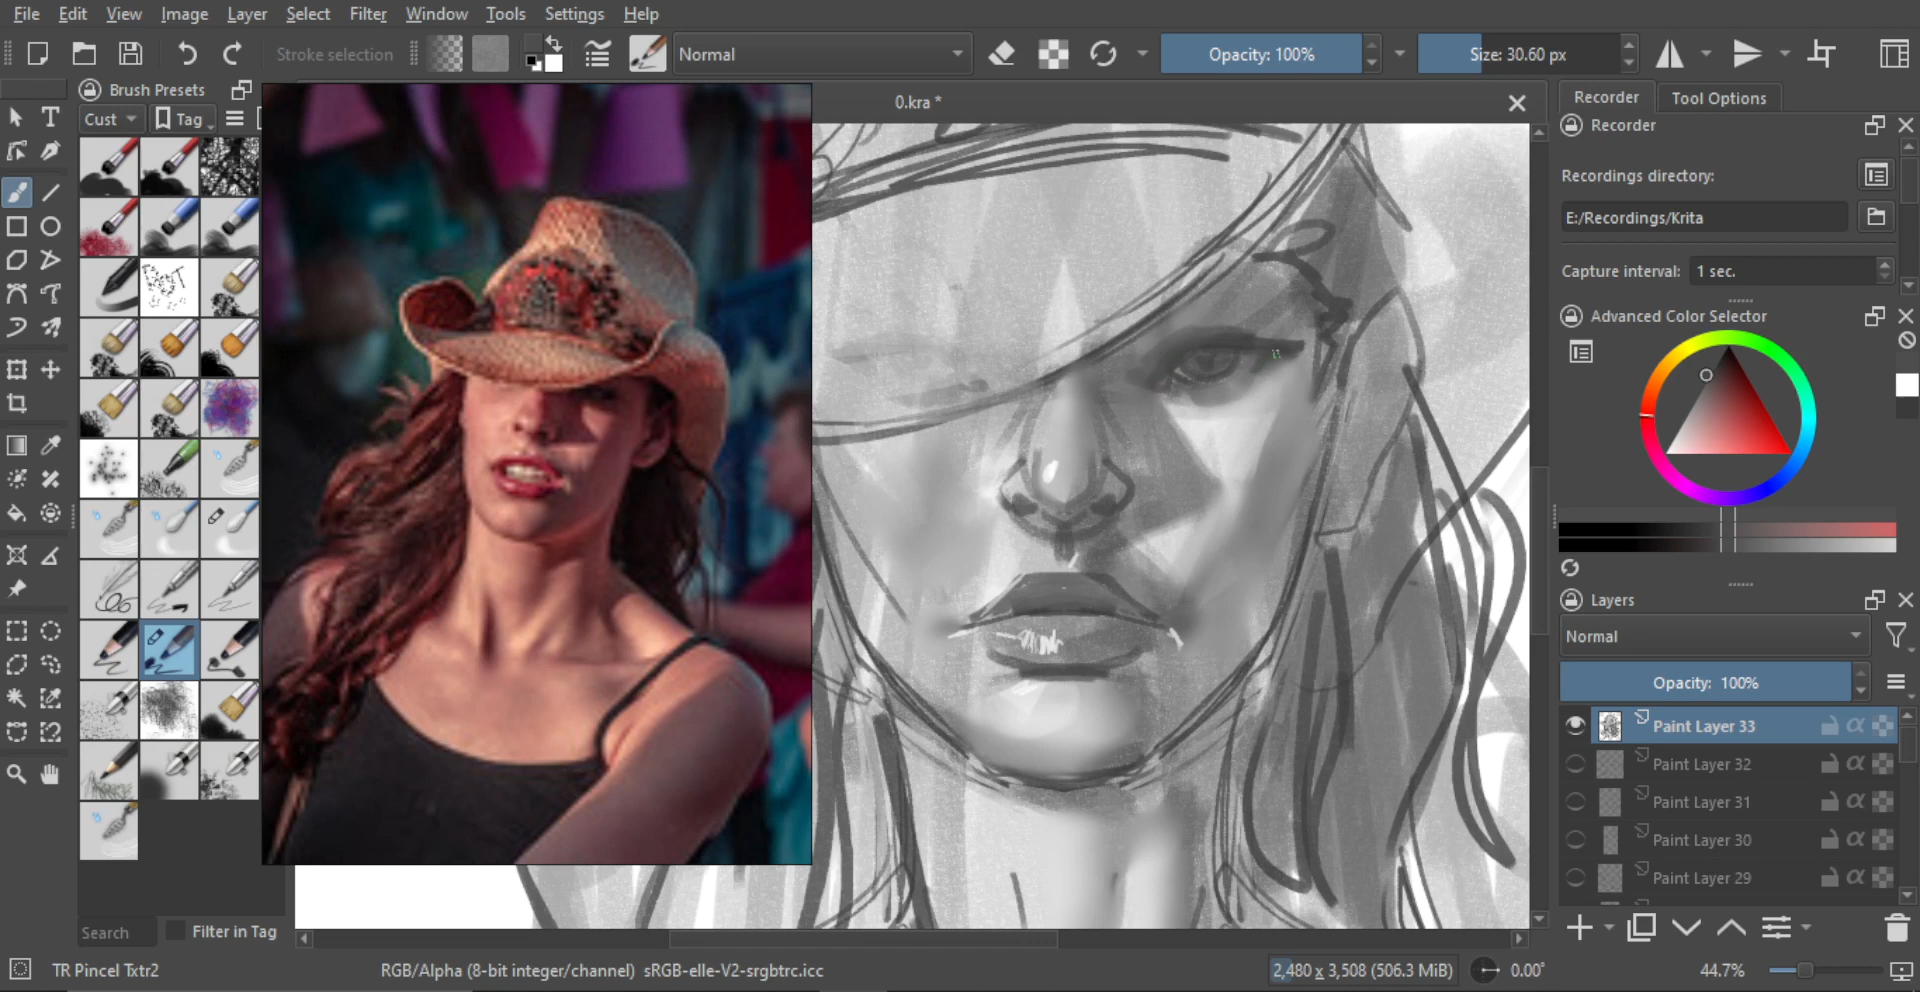 File Edit View Image Layer Select Filter Window Tools Settings Help
Stroke selection Normal Opacity: 100% Size: 30.60 px
Brush Presets
Cust Tag
0.kra *
Recorder Tool Options
Recorder
Recordings directory:
E:/Recordings/Krita
Capture interval: 1 sec.
Advanced Color Selector
Layers
Normal
Opacity: 100%
Paint Layer 33
Paint Layer 32
Paint Layer 31
Paint Layer 30
Paint Layer 29
Search Filter in Tag
TR Pincel Txtr2 RGB/Alpha (8-bit integer/channel) sRGB-elle-V2-srgbtrc.icc 2,480 x 3,508 (506.3 MiB) 0.00° 44.7%